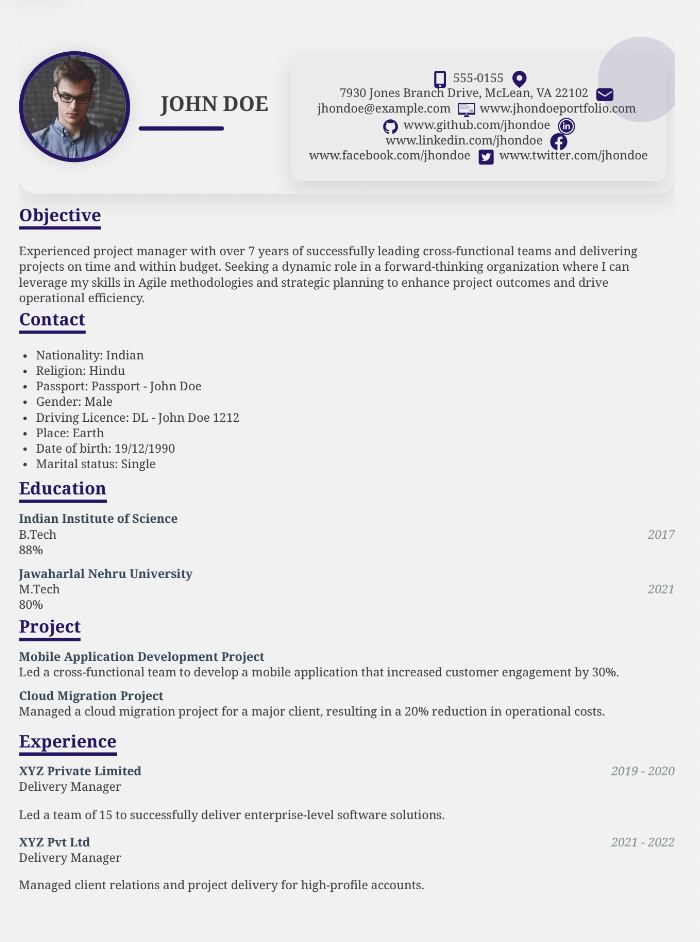 JOHN DOE
555-0155
7930 Jones Branch Drive, McLean, VA 22102
jhondoe@example.com www.jhondoeportfolio.com
www.github.com/jhondoe
www.linkedin.com/jhondoe
www.facebook.com/jhondoe www.twitter.com/jhondoe
Objective
Experienced project manager with over 7 years of successfully leading cross-functional teams and delivering
projects on time and within budget. Seeking a dynamic role in a forward-thinking organization where I can
leverage my skills in Agile methodologies and strategic planning to enhance project outcomes and drive
operational efficiency.
Contact
• Nationality: Indian
• Religion: Hindu
• Passport: Passport - John Doe
• Gender: Male
• Driving Licence: DL - John Doe 1212
• Place: Earth
• Date of birth: 19/12/1990
• Marital status: Single
Education
Indian Institute of Science
B.Tech 2017
88%
Jawaharlal Nehru University
M.Tech 2021
80%
Project
Mobile Application Development Project
Led a cross-functional team to develop a mobile application that increased customer engagement by 30%.
Cloud Migration Project
Managed a cloud migration project for a major client, resulting in a 20% reduction in operational costs.
Experience
XYZ Private Limited 2019 - 2020
Delivery Manager
Led a team of 15 to successfully deliver enterprise-level software solutions.
XYZ Pvt Ltd 2021 - 2022
Delivery Manager
Managed client relations and project delivery for high-profile accounts.